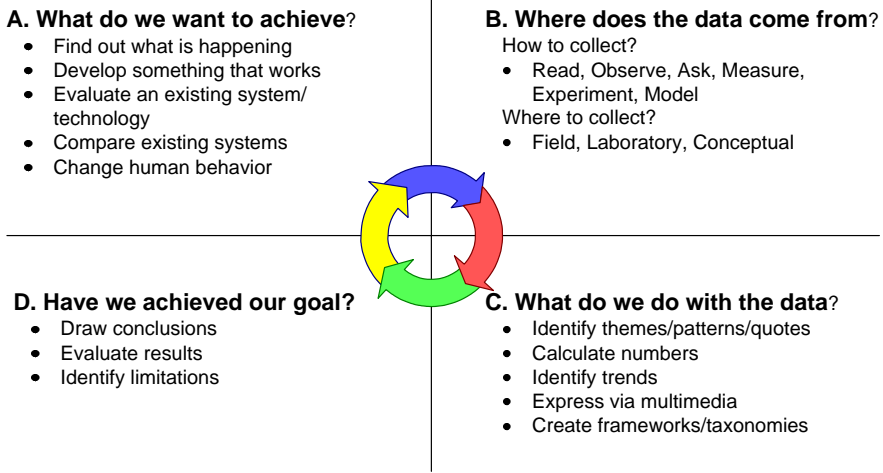 A. What do we want to achieve?
• Find out what is happening
• Develop something that works
• Evaluate an existing system/
technology
• Compare existing systems
• Change human behavior
B. Where does the data come from?
How to collect?
• Read, Observe, Ask, Measure,
Experiment, Model
Where to collect?
• Field, Laboratory, Conceptual
D. Have we achieved our goal?
• Draw conclusions
• Evaluate results
• Identify limitations
C. What do we do with the data?
• Identify themes/patterns/quotes
• Calculate numbers
• Identify trends
• Express via multimedia
• Create frameworks/taxonomies